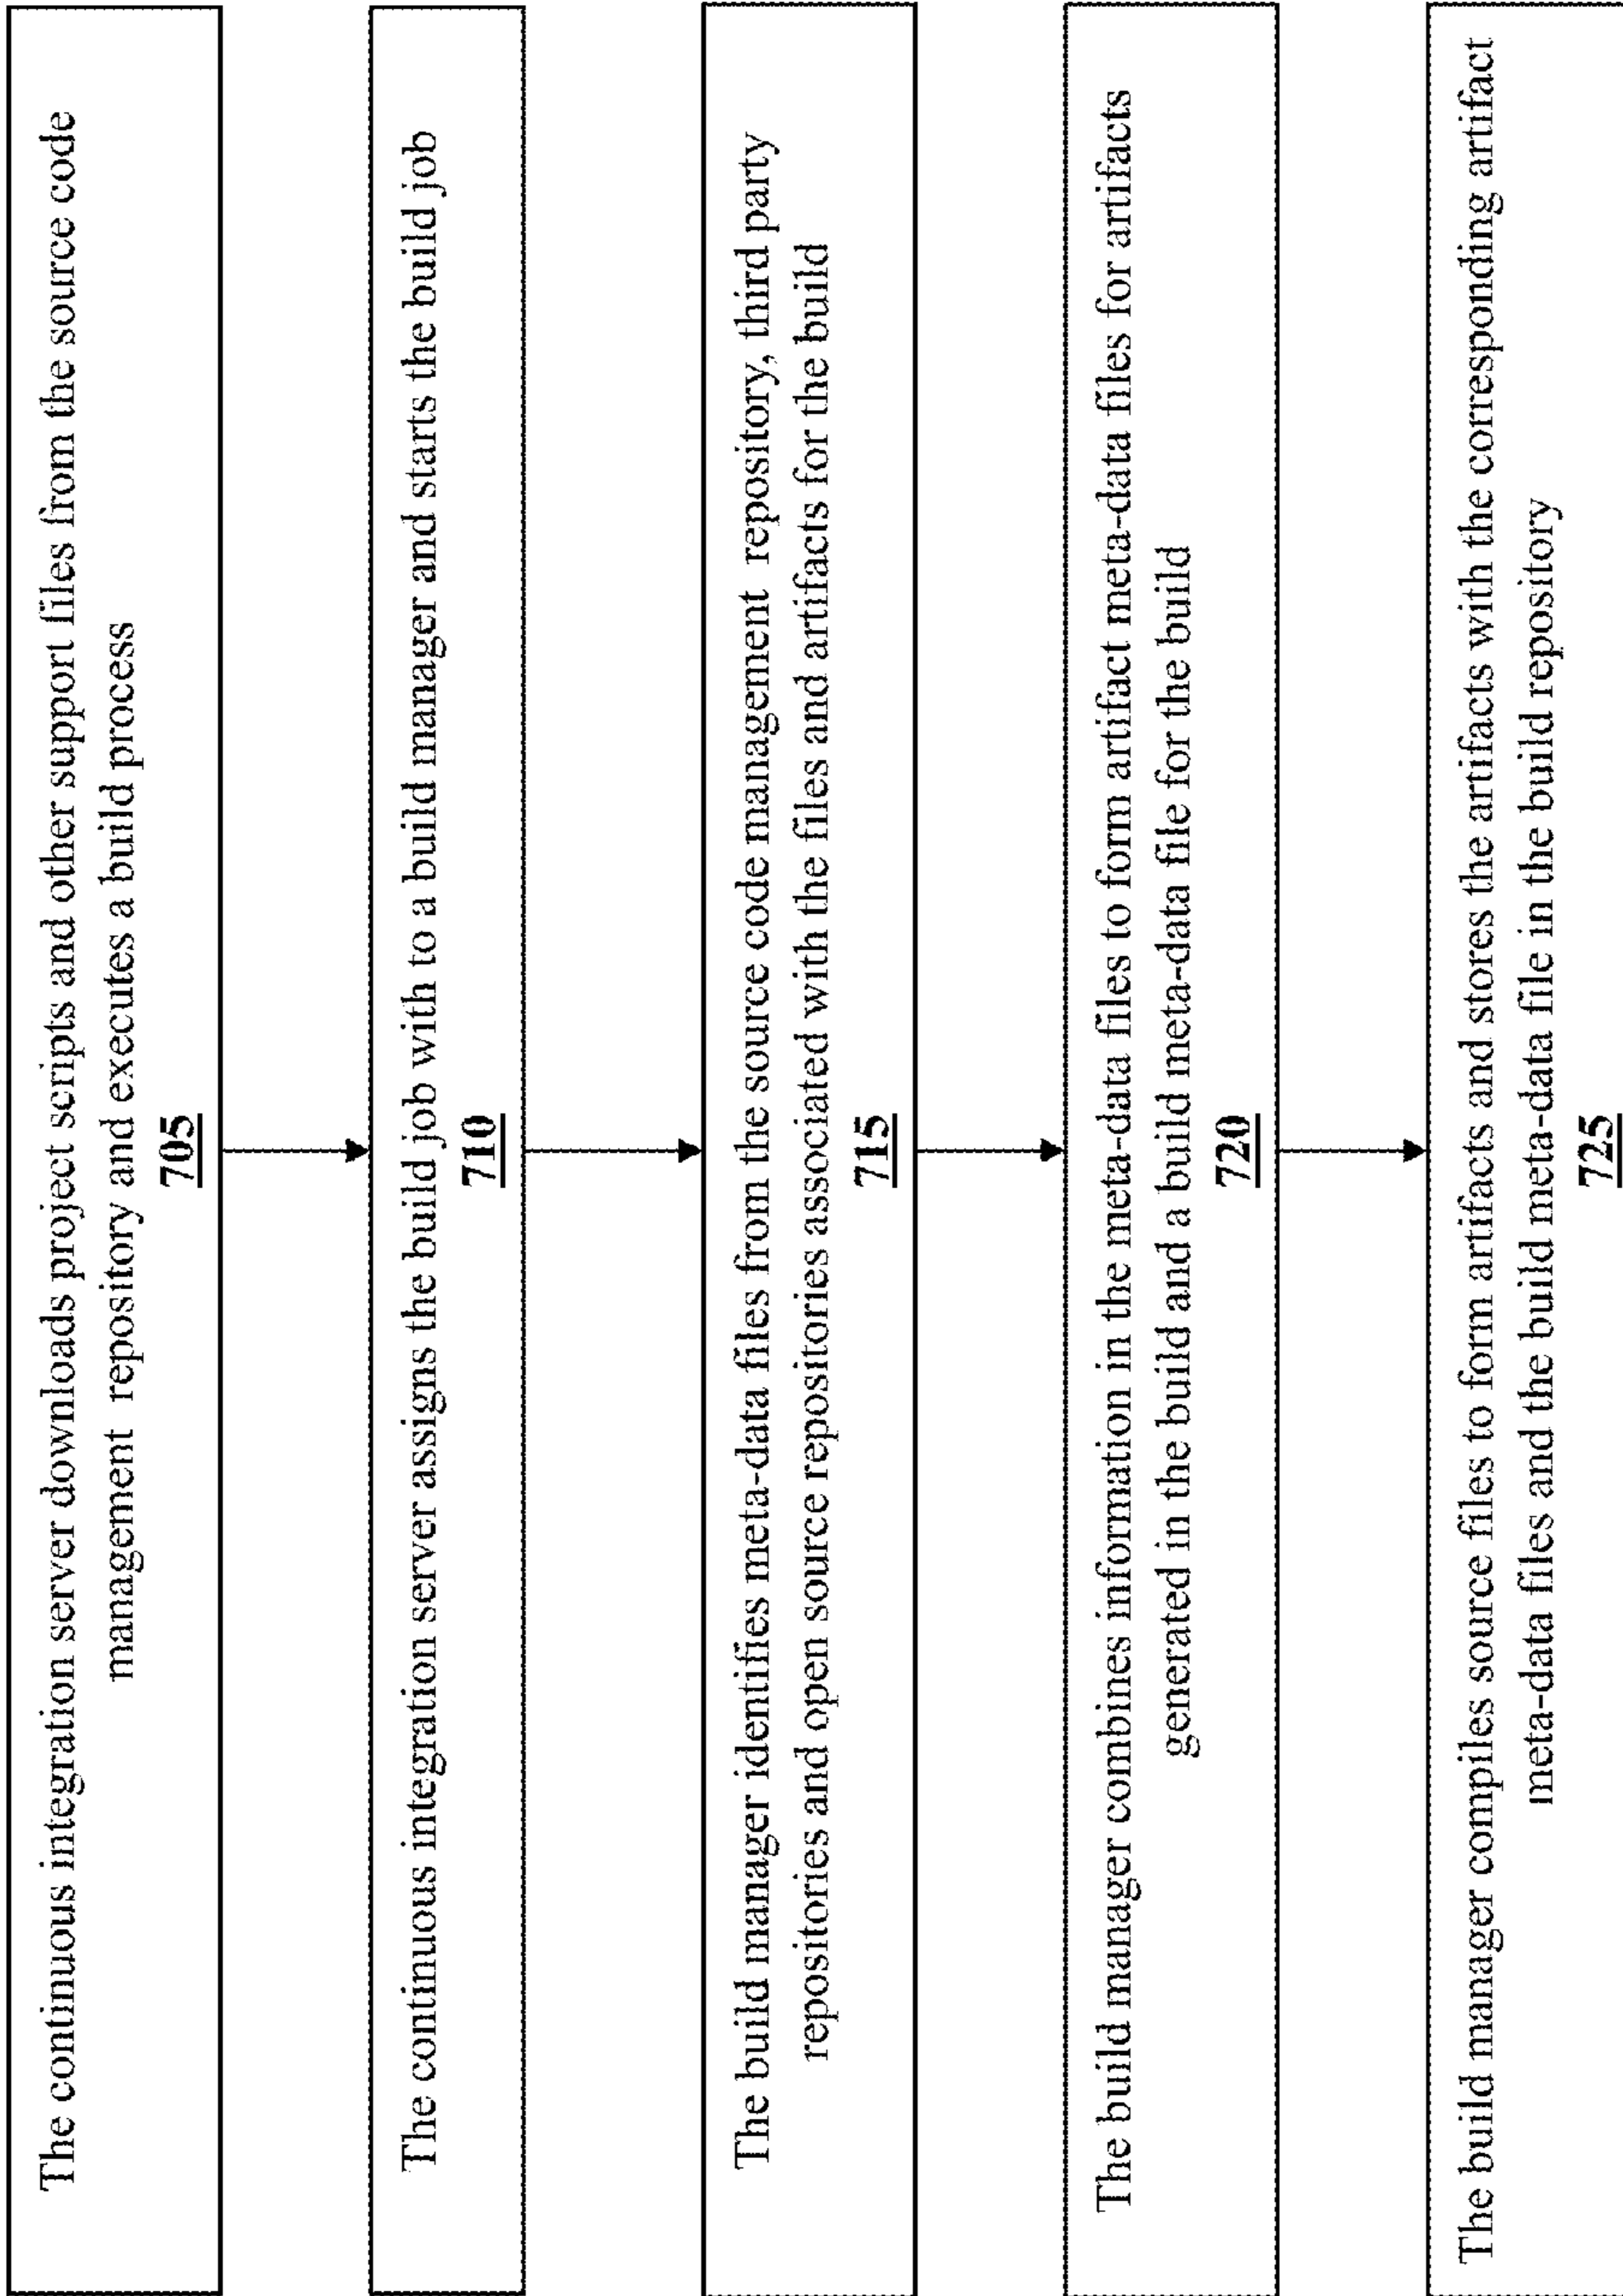 The continuous integration server downloads project scripts and other support files from the source code
management repository and executes a build process
705
The continuous integration server assigns the build job with to a build manager and starts the build job
710
The build manager identifies meta-data files from the source code management repository, third party
repositories and open source repositories associated with the files and artifacts for the build
715
The build manager combines information in the meta-data files to form artifact meta-data files for artifacts
generated in the build and a build meta-data file for the build
720
The build manager compiles source files to form artifacts and stores the artifacts with the corresponding artifact
meta-data files and the build meta-data file in the build repository
725